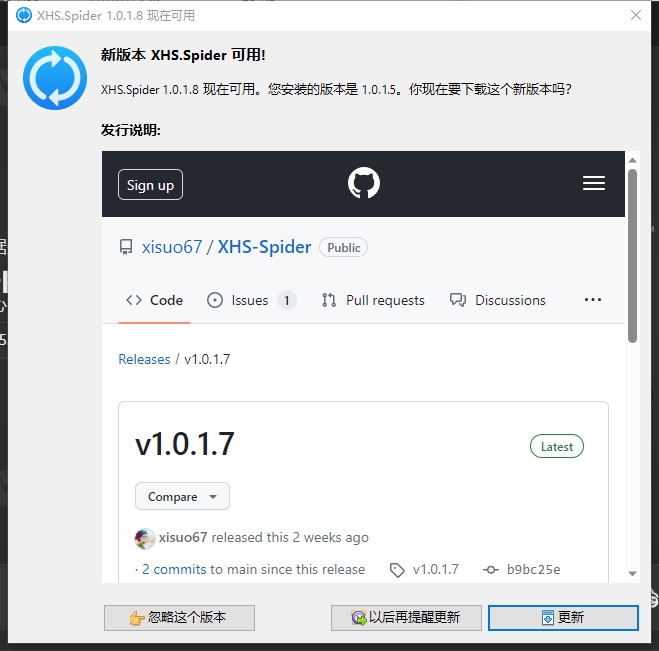 XHS.Spider 1.0.1.8 现在可用
新版本 XHS.Spider 可用!
XHS.Spider 1.0.1.8 现在可用。您安装的版本是 1.0.1.5。你现在要下载这个新版本吗?
发行说明:
Sign up
xisuo67 / XHS-Spider Public
Code Issues 1 Pull requests Discussions ...
Releases / v1.0.1.7
v1.0.1.7
Latest
Compare
xisuo67 released this 2 weeks ago
· 2 commits to main since this release v1.0.1.7 b9bc25e
忽略这个版本 以后再提醒更新 更新